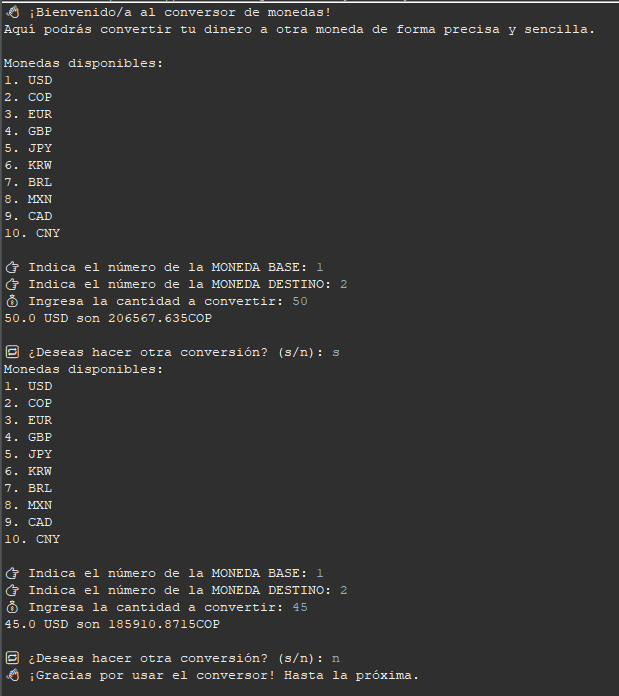 👋 ¡Bienvenido/a al conversor de monedas!
Aquí podrás convertir tu dinero a otra moneda de forma precisa y sencilla.
Monedas disponibles:
1. USD
2. COP
3. EUR
4. GBP
5. JPY
6. KRW
7. BRL
8. MXN
9. CAD
10. CNY
👉 Indica el número de la MONEDA BASE: 1
👉 Indica el número de la MONEDA DESTINO: 2
💰 Ingresa la cantidad a convertir: 50
50.0 USD son 206567.635COP
🔁 ¿Deseas hacer otra conversión? (s/n): s
Monedas disponibles:
1. USD
2. COP
3. EUR
4. GBP
5. JPY
6. KRW
7. BRL
8. MXN
9. CAD
10. CNY
👉 Indica el número de la MONEDA BASE: 1
👉 Indica el número de la MONEDA DESTINO: 2
💰 Ingresa la cantidad a convertir: 45
45.0 USD son 185910.8715COP
🔁 ¿Deseas hacer otra conversión? (s/n): n
👋 ¡Gracias por usar el conversor! Hasta la próxima.